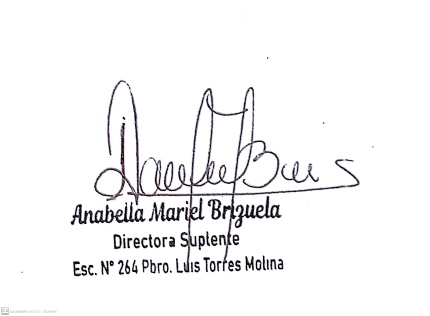 Anabella Mariel Brizuela
Directora Suplente
Esc. N° 264 Pbro. Luis Torres Molina